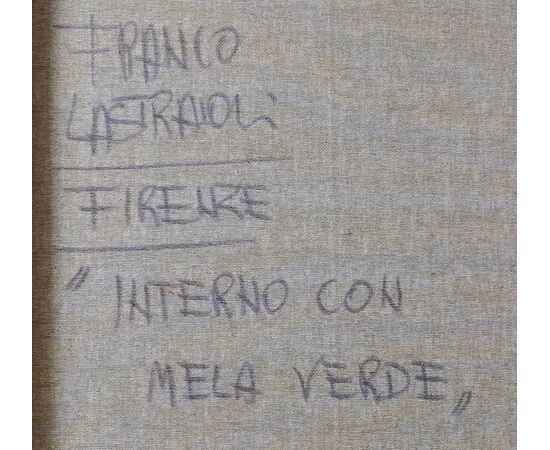 FRANCO
LASTRAIOLI
FIRENZE
" INTERNO CON
MELA VERDE "